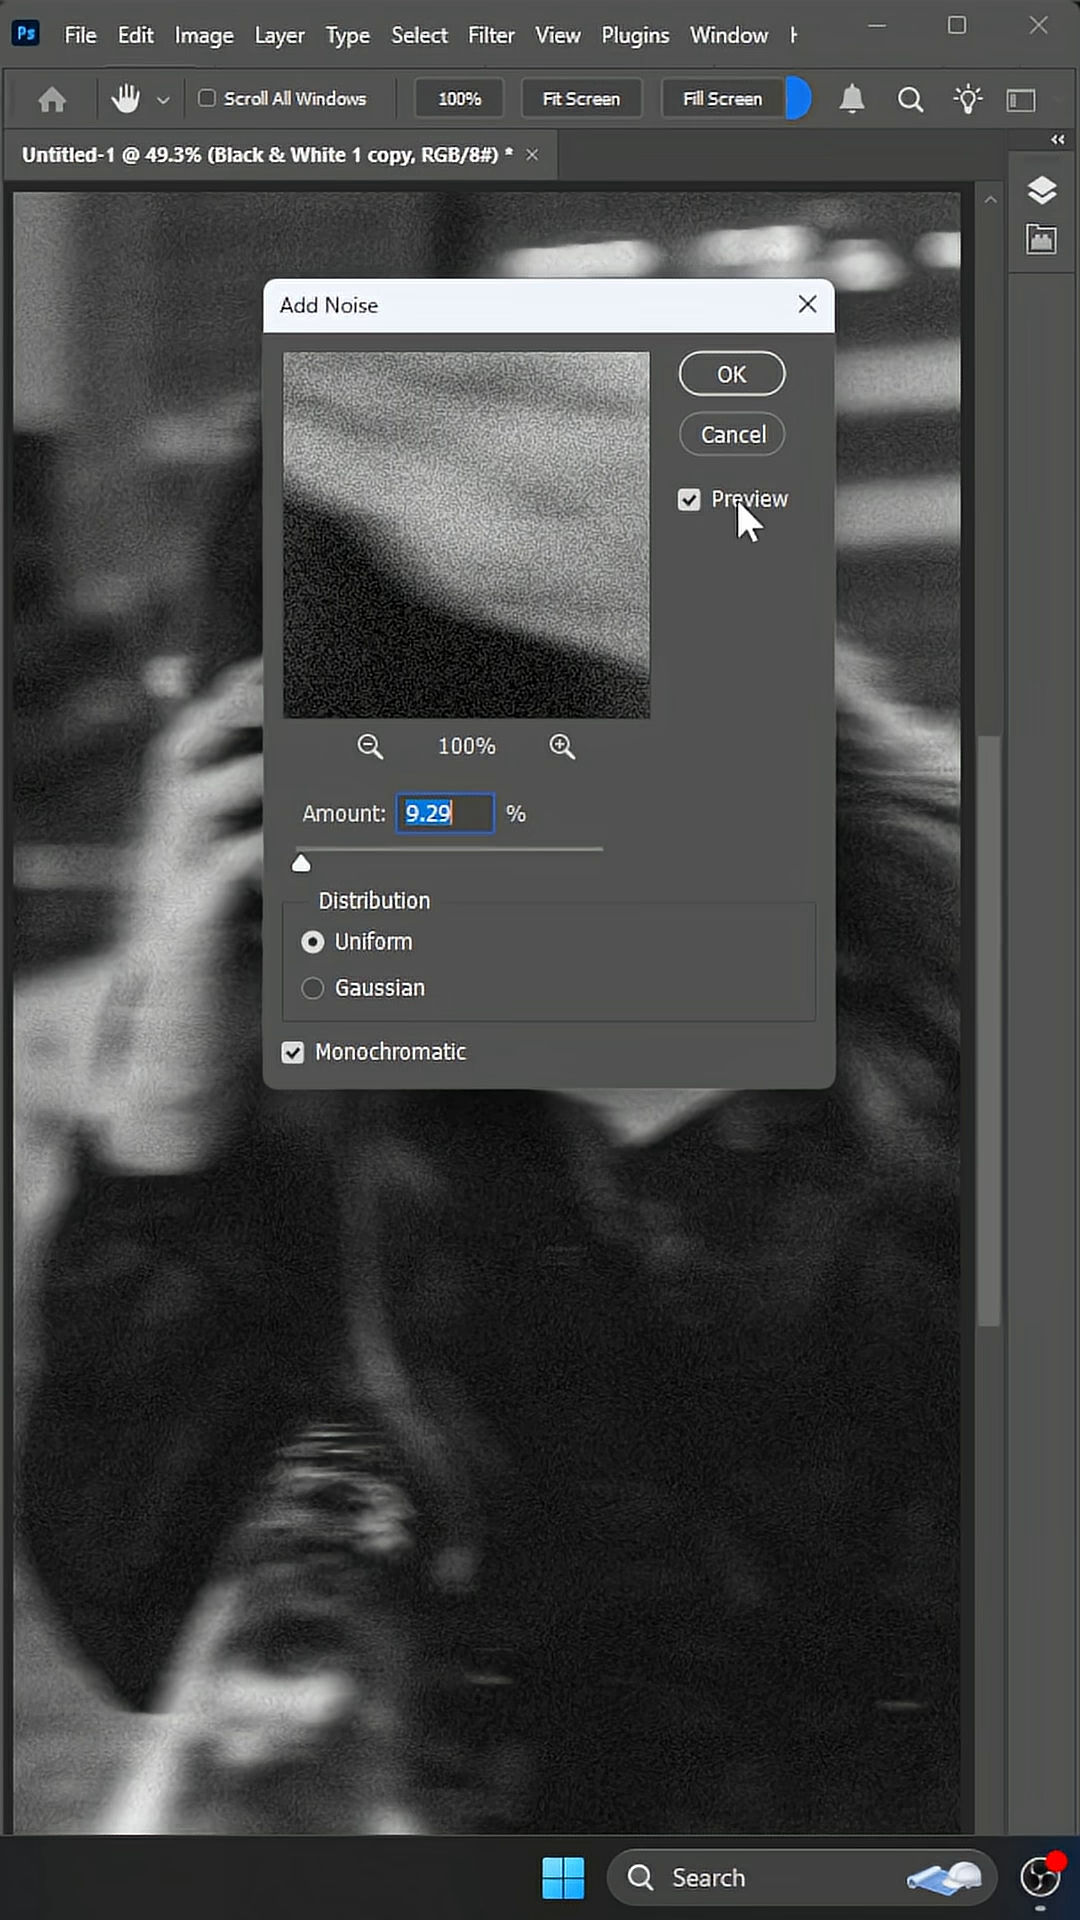 Ps File Edit Image Layer Type Select Filter View Plugins Window
Scroll All Windows 100% Fit Screen Fill Screen
Untitled-1 @ 49.3% (Black & White 1 copy, RGB/8#) *
Add Noise
OK
Cancel
Preview
100%
Amount: 9.29 %
Distribution
Uniform
Gaussian
Monochromatic
Search